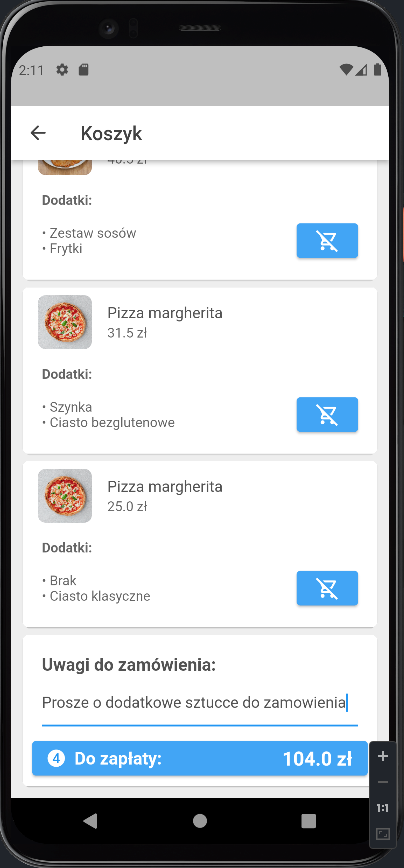 2:11
Koszyk
Dodatki:
• Zestaw sosów
• Frytki
Pizza margherita
31.5 zł
Dodatki:
• Szynka
• Ciasto bezglutenowe
Pizza margherita
25.0 zł
Dodatki:
• Brak
• Ciasto klasyczne
Uwagi do zamówienia:
Prosze o dodatkowe sztucce do zamowienia
4 Do zapłaty: 104.0 zł
1:1